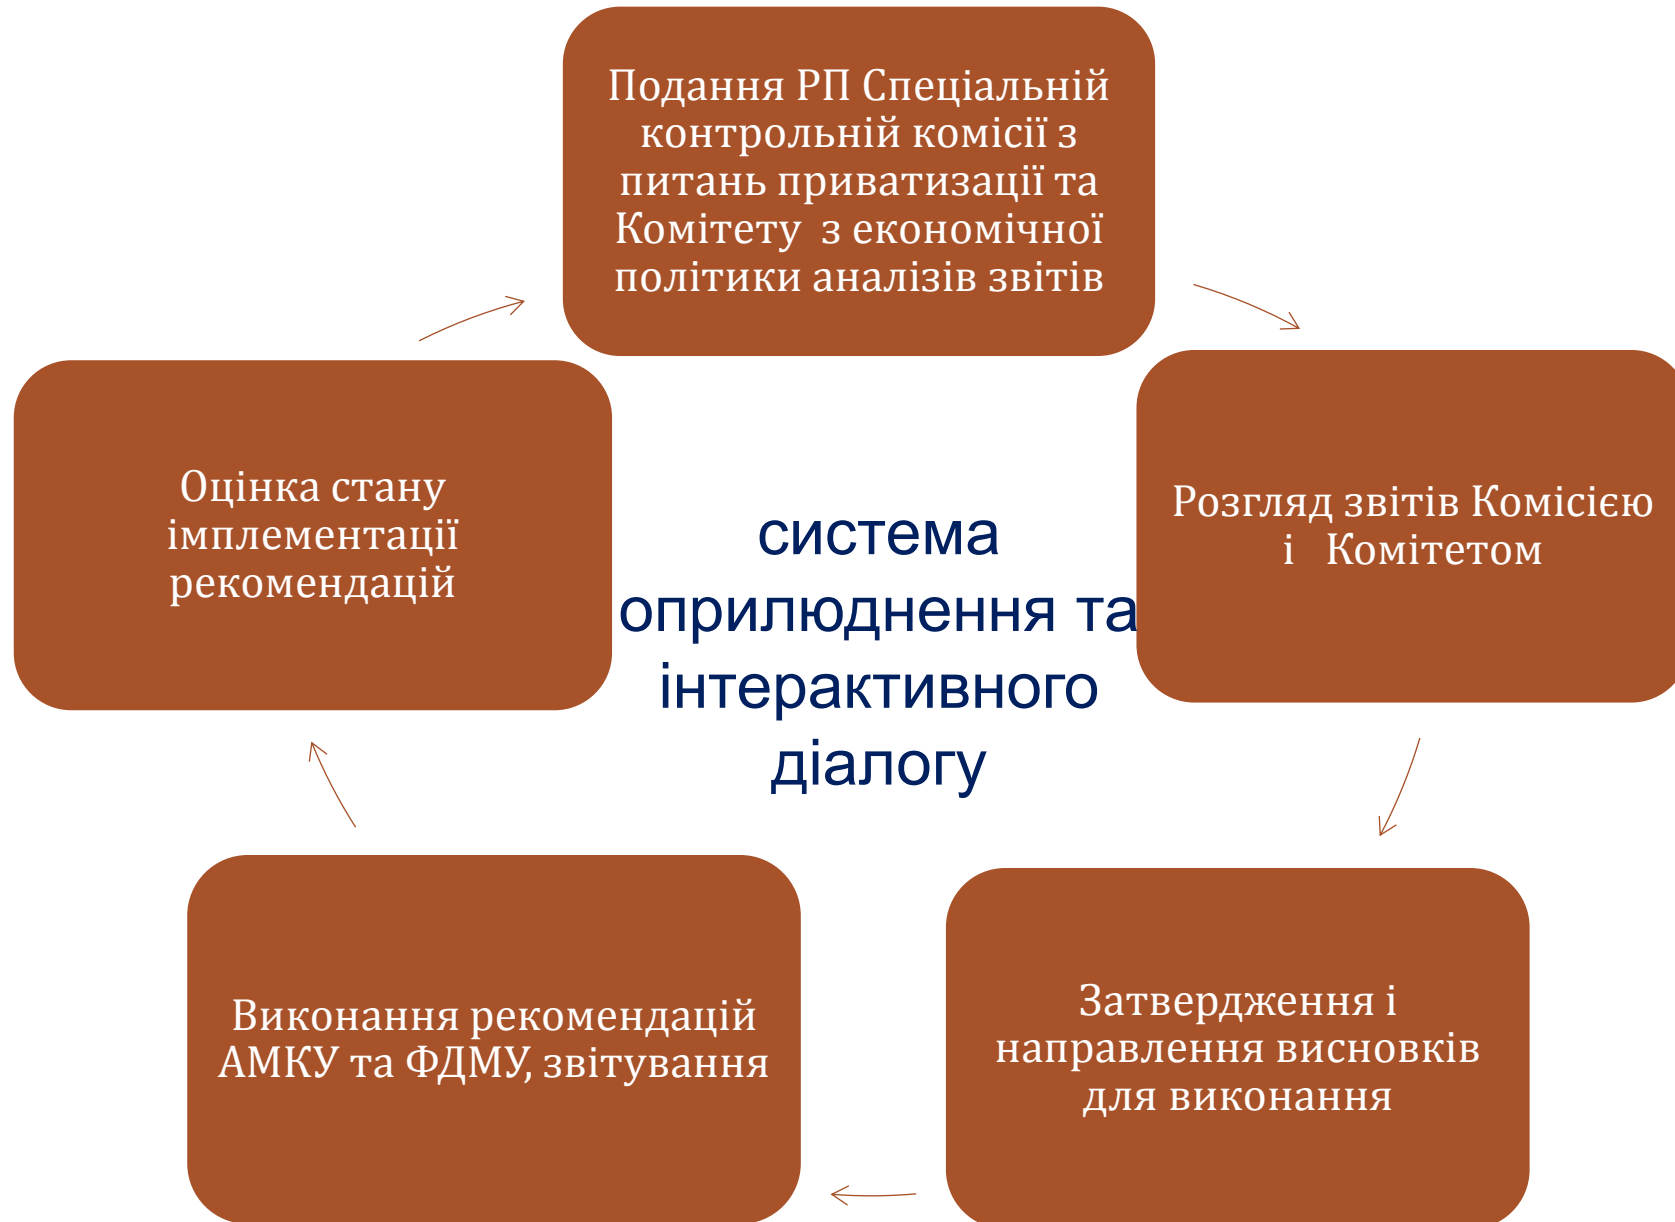 Подання РП Спеціальній
контрольній комісії з
питань приватизації та
Комітету з економічної
політики аналізів звітів
Розгляд звітів Комісією
і Комітетом
Затвердження і
направлення висновків
для виконання
Виконання рекомендацій
АМКУ та ФДМУ, звітування
Оцінка стану
імплементації
рекомендацій
система
оприлюднення та
інтерактивного
діалогу